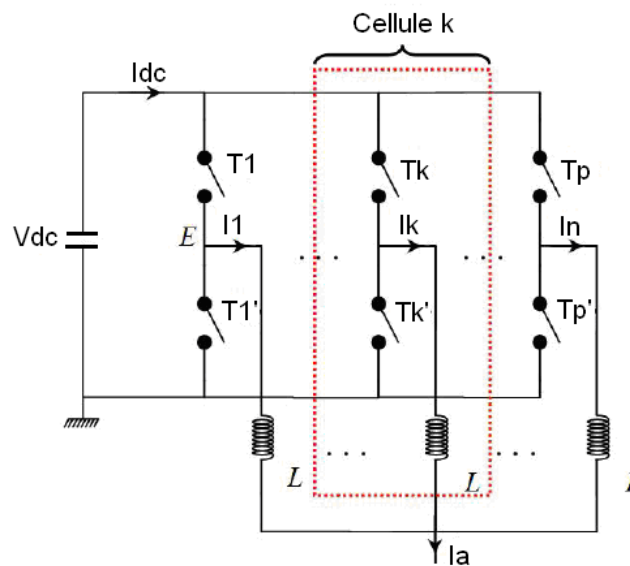 Cellule k
Idc
T1
Tk
Tp
Vdc
E
I1
Ik
In
. . .
. . .
T1'
Tk'
Tp'
. . .
. . .
L
L
Ia